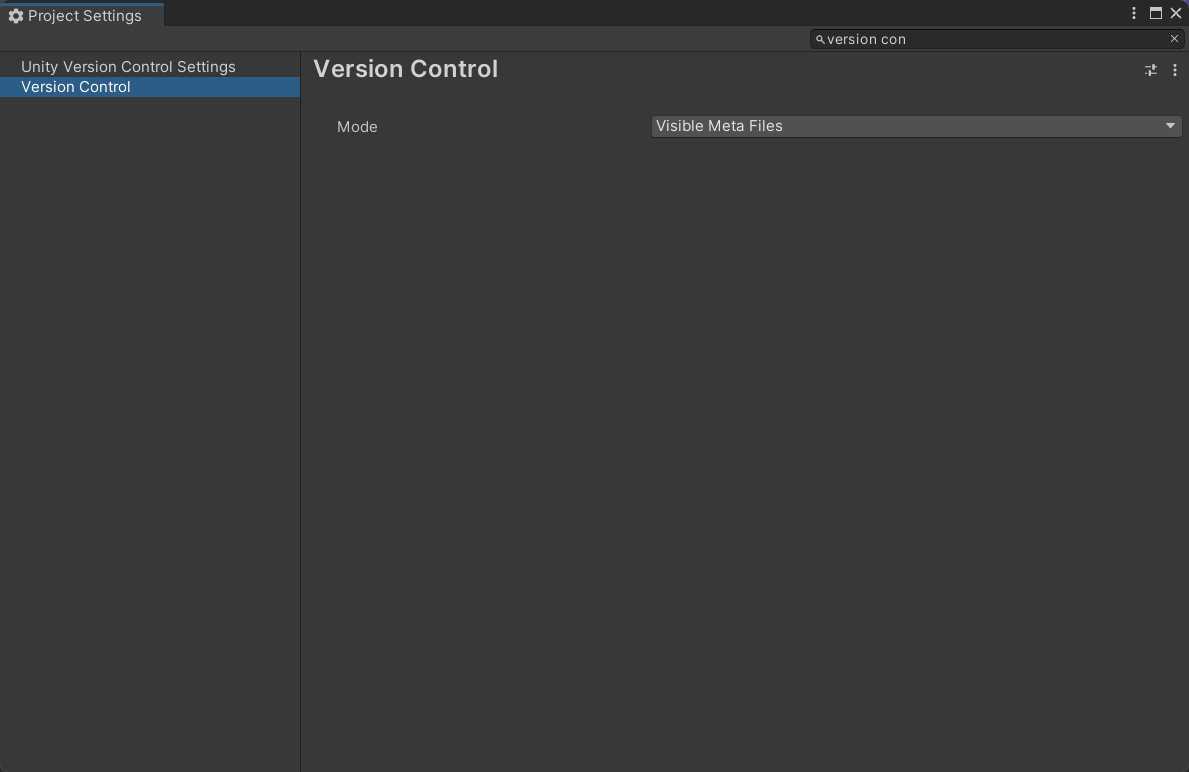 Project Settings
version con
Unity Version Control Settings
Version Control
Version Control
Mode
Visible Meta Files